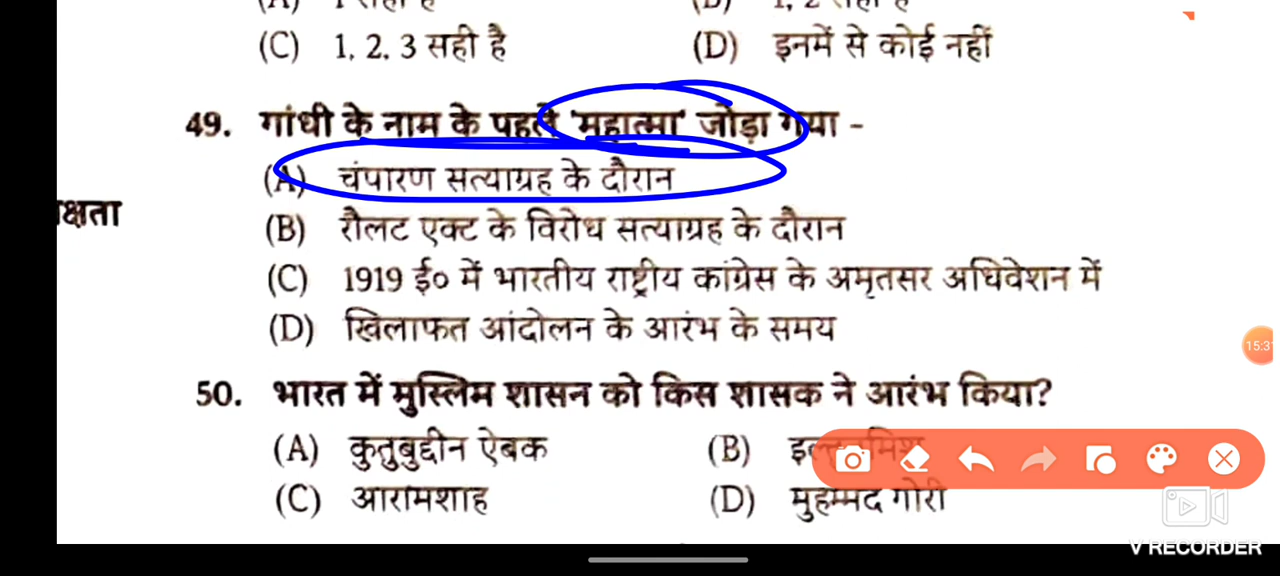 (C) 1, 2, 3 सही है
(D) इनमें से कोई नहीं
49. गांधी के नाम के पहले 'महात्मा' जोड़ा गया -
(A) चंपारण सत्याग्रह के दौरान
क्षता
(B) रौलट एक्ट के विरोध सत्याग्रह के दौरान
(C) 1919 ई० में भारतीय राष्ट्रीय कांग्रेस के अमृतसर अधिवेशन में
(D) खिलाफत आंदोलन के आरंभ के समय
15:31
50. भारत में मुस्लिम शासन को किस शासक ने आरंभ किया?
(A) कुतुबुद्दीन ऐबक
(B)
(C) आरामशाह
(D) मुहम्मद गोरी
V RECORDER